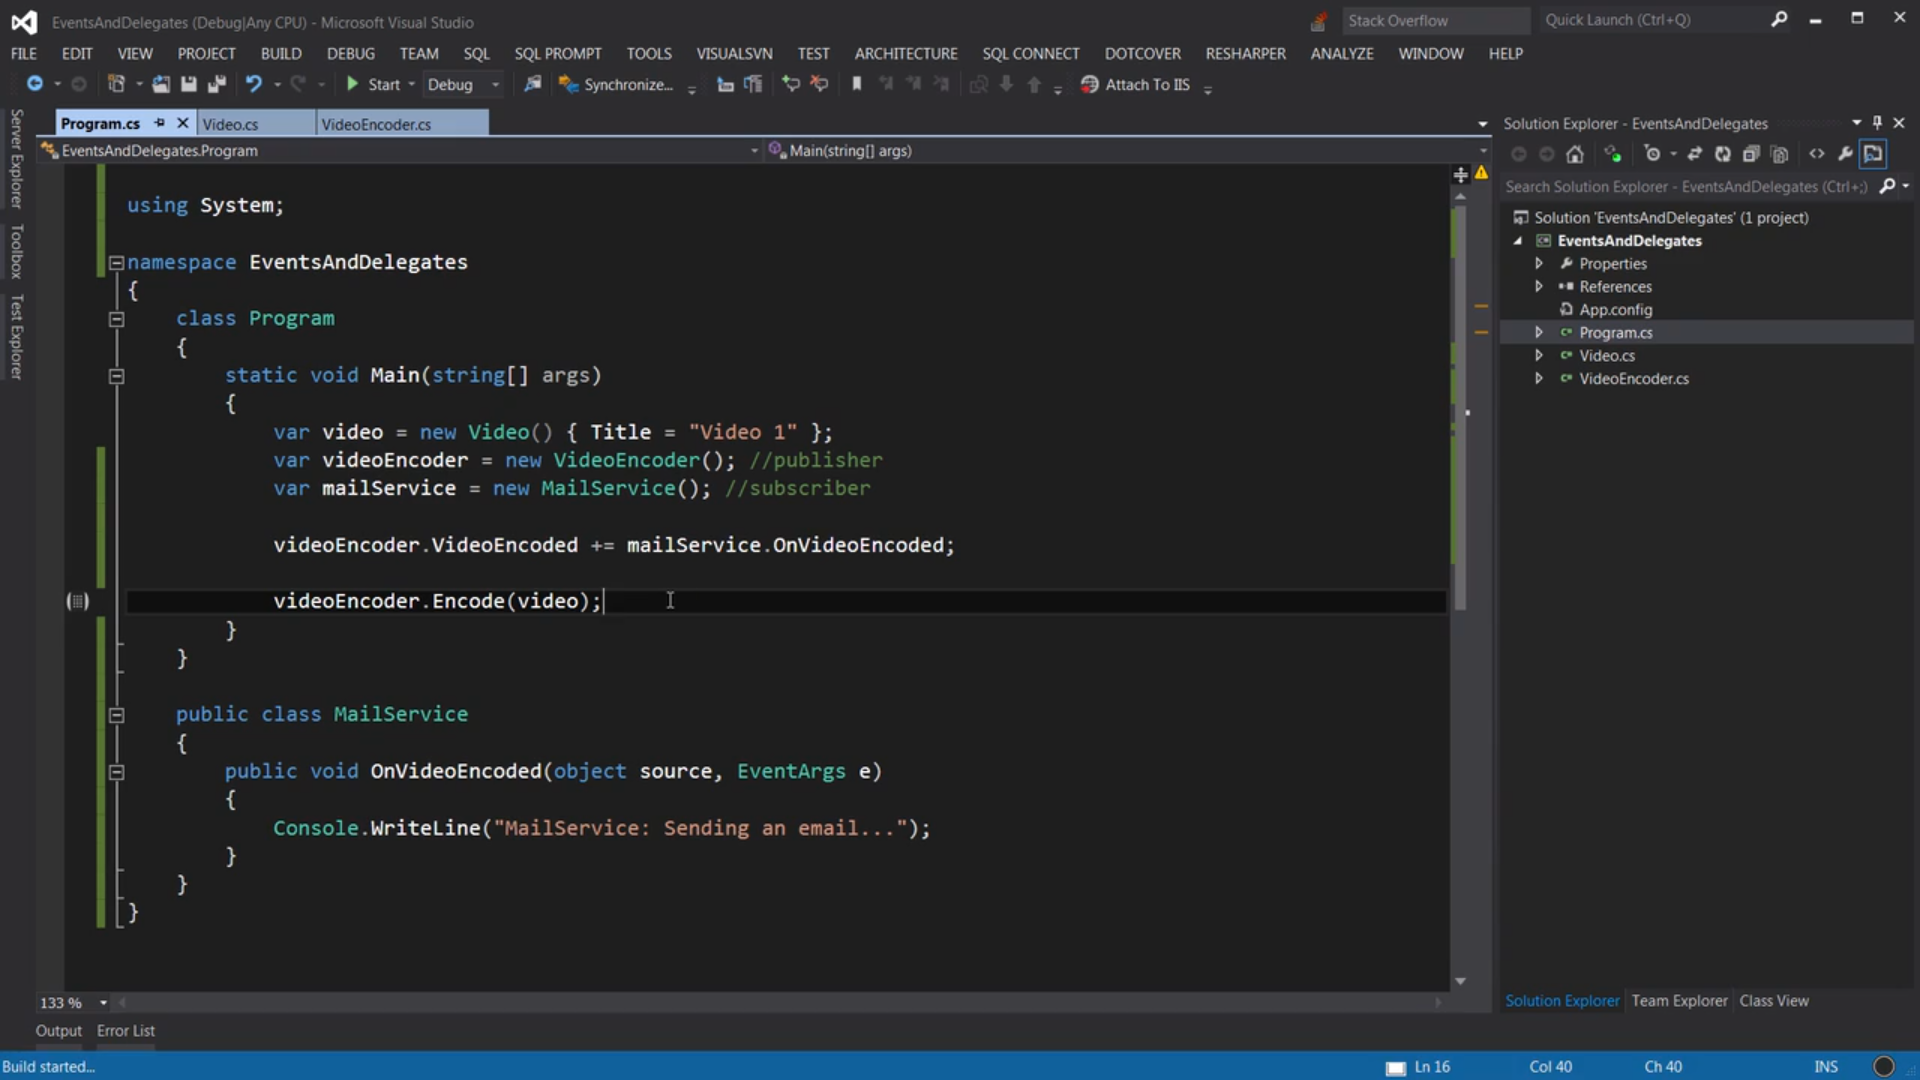 EventsAndDelegates (Debug|Any CPU) - Microsoft Visual Studio
Stack Overflow
Quick Launch (Ctrl+Q)
FILE EDIT VIEW PROJECT BUILD DEBUG TEAM SQL SQL PROMPT TOOLS VISUALSVN TEST ARCHITECTURE SQL CONNECT DOTCOVER RESHARPER ANALYZE WINDOW HELP
Start Debug Synchronize... Attach To IIS
Server Explorer
Toolbox
Test Explorer
Program.cs Video.cs VideoEncoder.cs
EventsAndDelegates.Program Main(string[] args)
using System;
namespace EventsAndDelegates
{
class Program
{
static void Main(string[] args)
{
var video = new Video() { Title = "Video 1" };
var videoEncoder = new VideoEncoder(); //publisher
var mailService = new MailService(); //subscriber
videoEncoder.VideoEncoded += mailService.OnVideoEncoded;
videoEncoder.Encode(video);
}
}
public class MailService
{
public void OnVideoEncoded(object source, EventArgs e)
{
Console.WriteLine("MailService: Sending an email...");
}
}
}
133 %
Output Error List
Solution Explorer - EventsAndDelegates
Search Solution Explorer - EventsAndDelegates (Ctrl+;)
Solution 'EventsAndDelegates' (1 project)
EventsAndDelegates
Properties
References
App.config
Program.cs
Video.cs
VideoEncoder.cs
Solution Explorer Team Explorer Class View
Build started... Ln 16 Col 40 Ch 40 INS